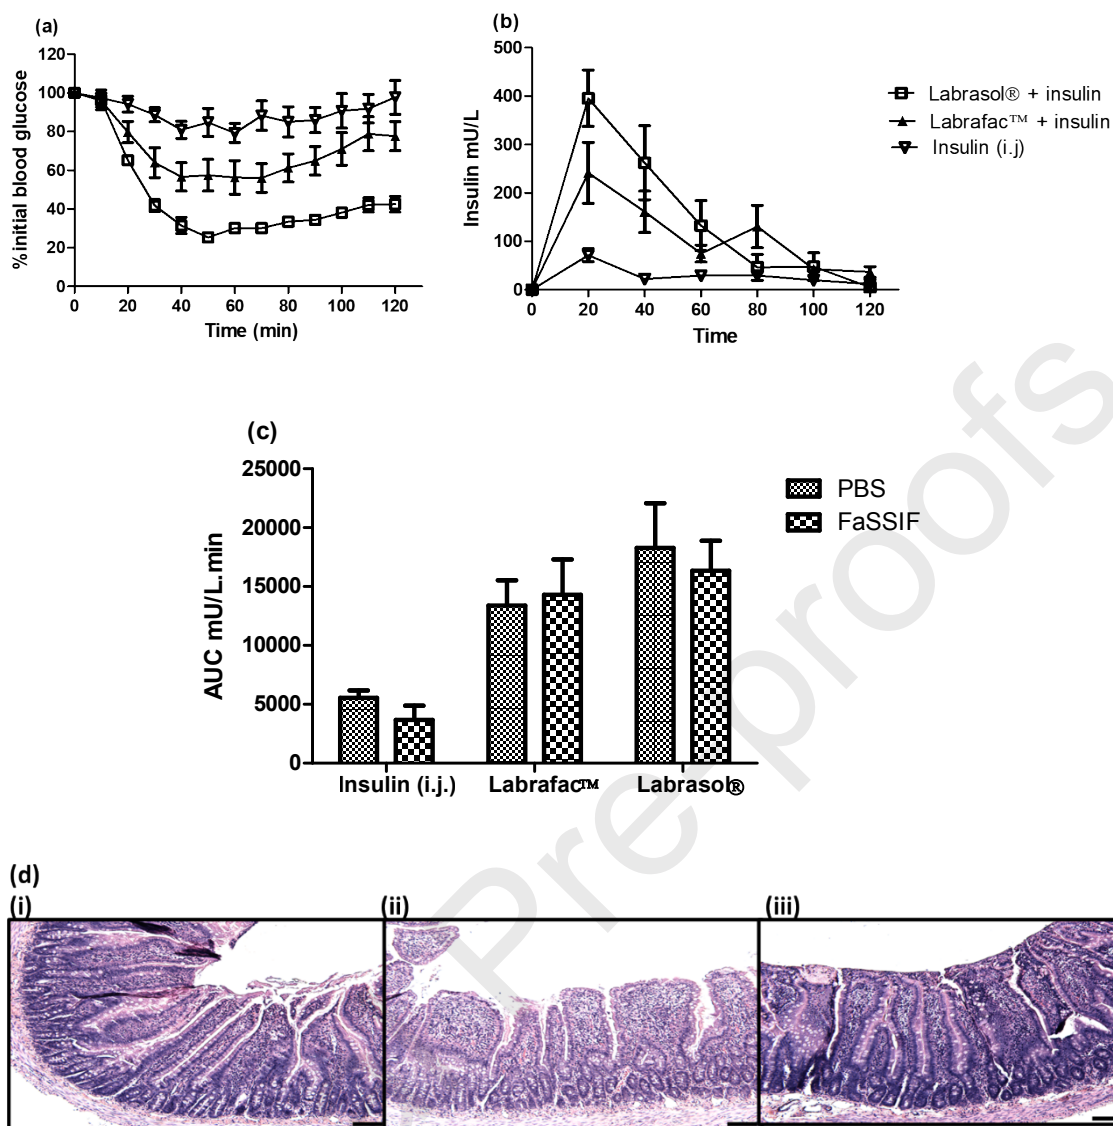 (a)
120
100
80
60
40
20
0
%initial blood glucose
0 20 40 60 80 100 120
Time (min)
(b)
500
400
300
200
100
0
Insulin mU/L
0 20 40 60 80 100 120
Time
Labrasol® + insulin
Labrafac™ + insulin
Insulin (i.j)
(c)
25000
20000
15000
10000
5000
0
AUC mU/L.min
Insulin (i.j.) Labrafac™ Labrasol®
PBS
FaSSIF
Pre-proofs
(d)
(i) (ii) (iii)